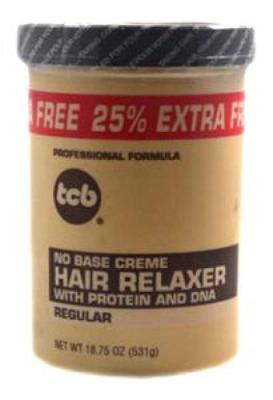 A FREE 25% EXTRA FR
PROFESSIONAL FORMULA
tcb®
NO BASE CREME
HAIR RELAXER
WITH PROTEIN AND DNA
REGULAR
NET WT 18.75 OZ (531g)